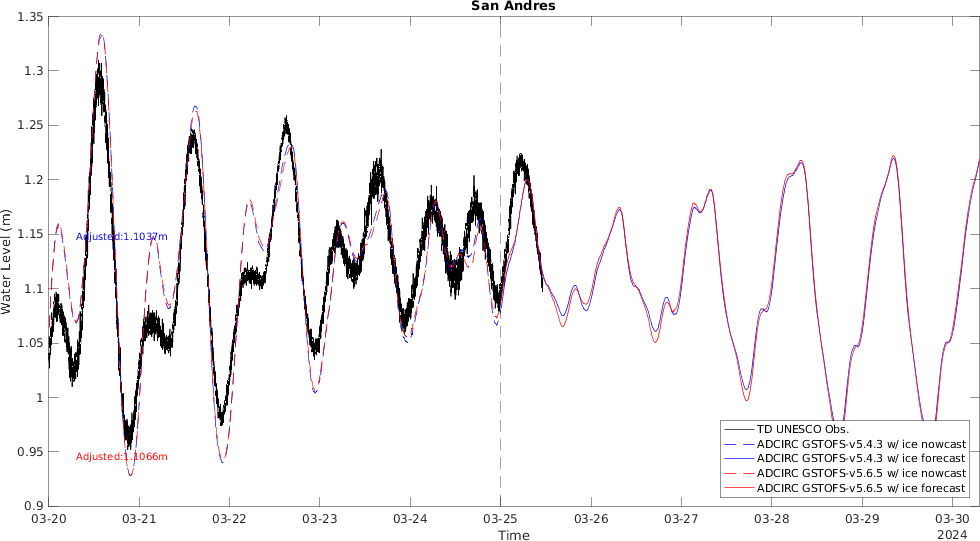 San Andres
1.35
1.3
1.25
1.2
1.15
1.1
1.05
1
0.95
0.9
Water Level (m)
Adjusted:1.1037m
Adjusted:1.1066m
TD UNESCO Obs.
ADCIRC GSTOFS-v5.4.3 w/ ice nowcast
ADCIRC GSTOFS-v5.4.3 w/ ice forecast
ADCIRC GSTOFS-v5.6.5 w/ ice nowcast
ADCIRC GSTOFS-v5.6.5 w/ ice forecast
03-20 03-21 03-22 03-23 03-24 03-25 03-26 03-27 03-28 03-29 03-30
Time
2024